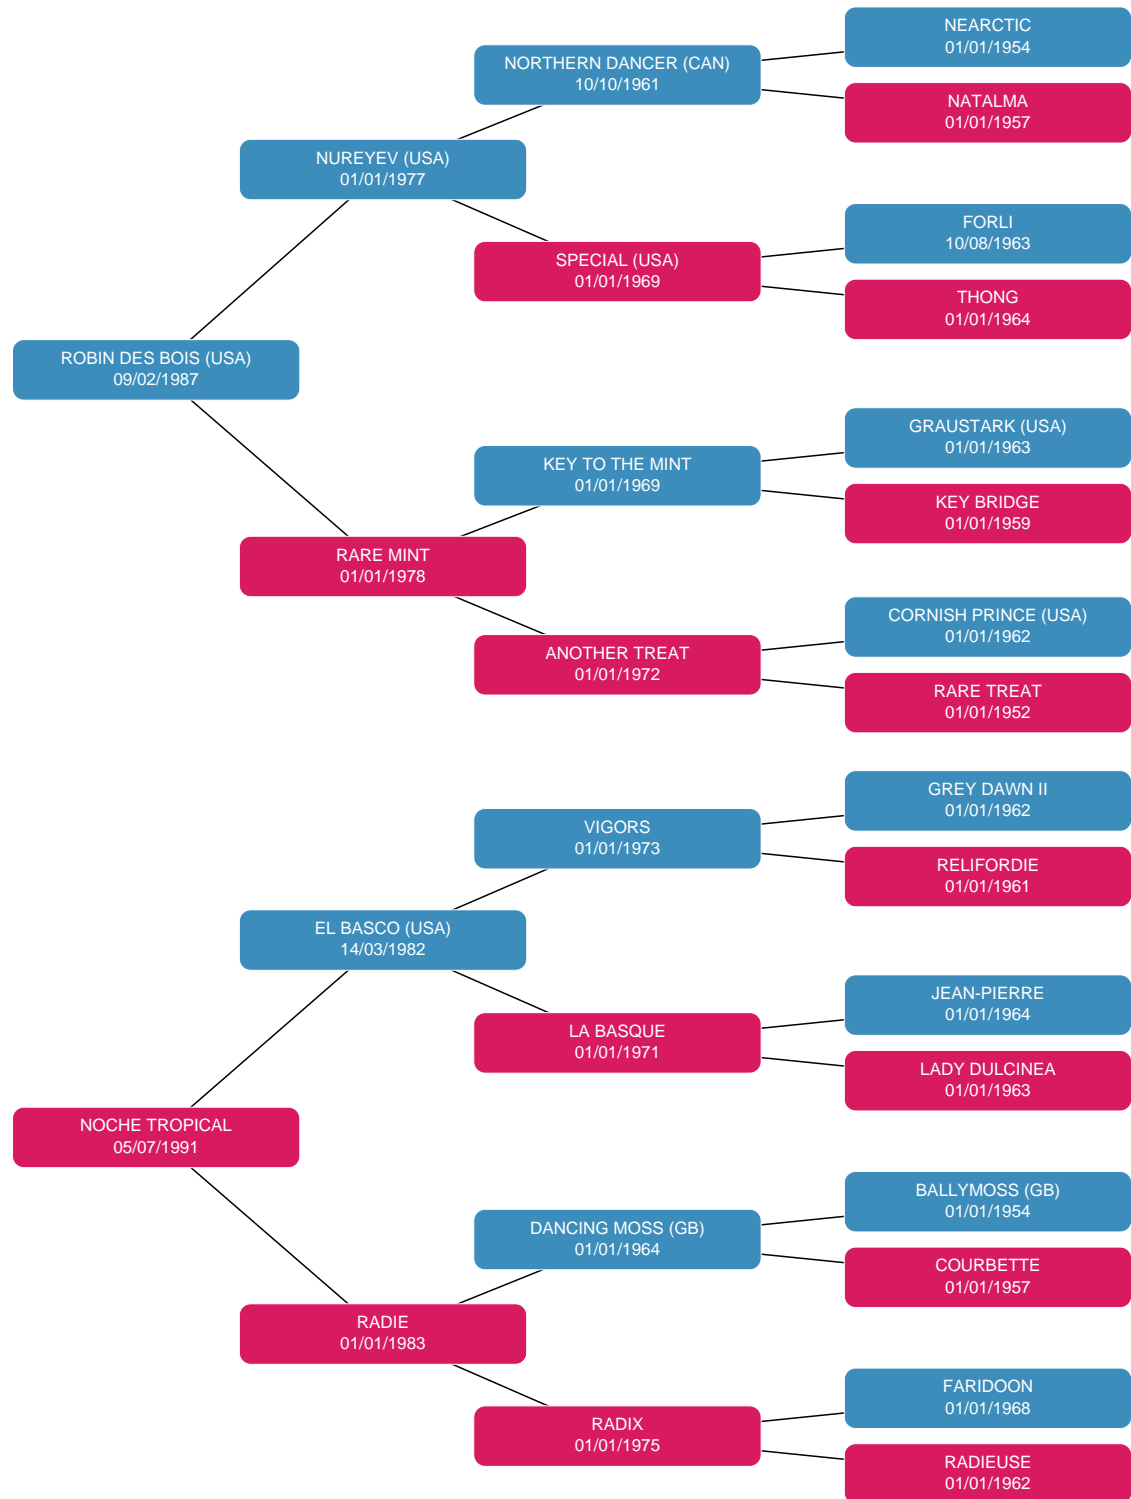 NEARCTIC
01/01/1954
NORTHERN DANCER (CAN)
10/10/1961
NATALMA
01/01/1957
NUREYEV (USA)
01/01/1977
FORLI
10/08/1963
SPECIAL (USA)
01/01/1969
THONG
01/01/1964
ROBIN DES BOIS (USA)
09/02/1987
GRAUSTARK (USA)
01/01/1963
KEY TO THE MINT
01/01/1969
KEY BRIDGE
01/01/1959
RARE MINT
01/01/1978
CORNISH PRINCE (USA)
01/01/1962
ANOTHER TREAT
01/01/1972
RARE TREAT
01/01/1952
GREY DAWN II
01/01/1962
VIGORS
01/01/1973
RELIFORDIE
01/01/1961
EL BASCO (USA)
14/03/1982
JEAN-PIERRE
01/01/1964
LA BASQUE
01/01/1971
LADY DULCINEA
01/01/1963
NOCHE TROPICAL
05/07/1991
BALLYMOSS (GB)
01/01/1954
DANCING MOSS (GB)
01/01/1964
COURBETTE
01/01/1957
RADIE
01/01/1983
FARIDOON
01/01/1968
RADIX
01/01/1975
RADIEUSE
01/01/1962